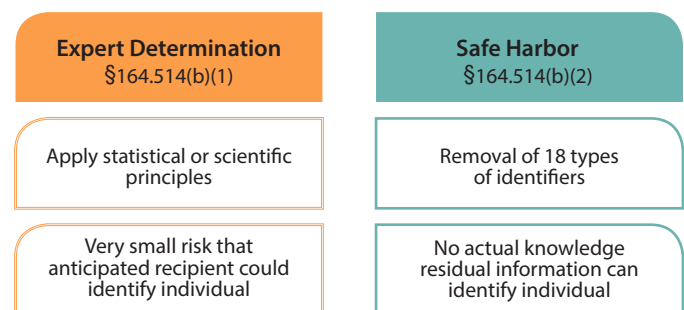 Expert Determination
§164.514(b)(1)
Apply statistical or scientific
principles
Very small risk that
anticipated recipient could
identify individual
Safe Harbor
§164.514(b)(2)
Removal of 18 types
of identifiers
No actual knowledge
residual information can
identify individual